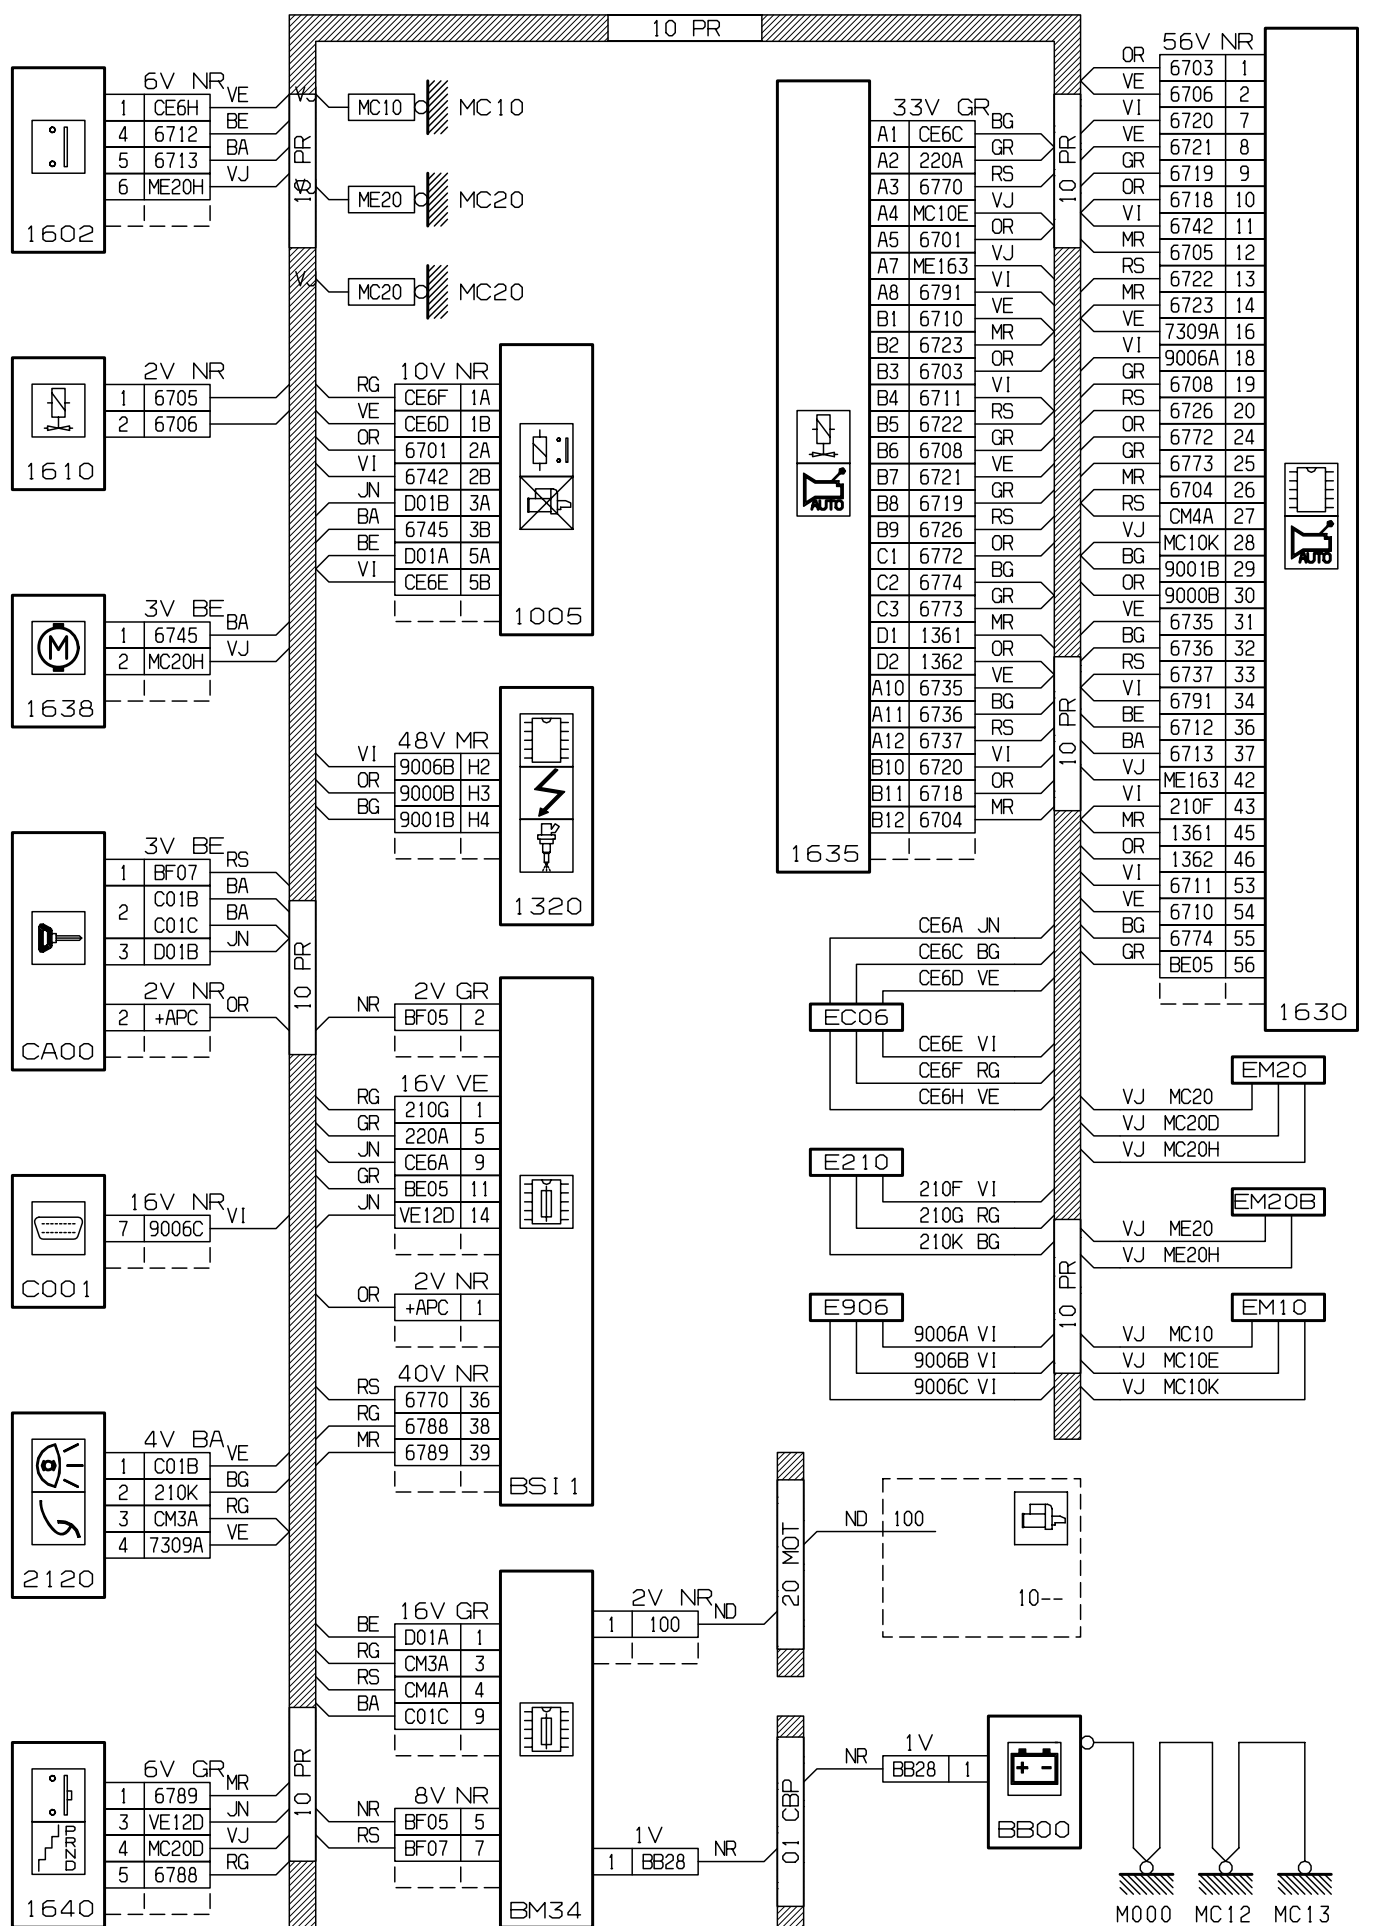 10 PR
6V NR
1 CE6H VE
4 6712 BE
5 6713 BA
6 ME20H VJ
1602
10 PR
VJ MC10 MC10
ME20 MC20
VJ MC20 MC20
2V NR
1 6705
2 6706
1610
10V NR
RG CE6F 1A
VE CE6D 1B
OR 6701 2A
VI 6742 2B
JN D01B 3A
BA 6745 3B
BE D01A 5A
VI CE6E 5B
1005
3V BE
1 6745 BA
2 MC20H VJ
M
1638
48V MR
VI 9006B H2
OR 9000B H3
BG 9001B H4
1320
3V BE
1 BF07 RS
2 C01B BA
C01C BA
3 D01B JN
2V NR
2 +APC OR
CA00
10 PR
2V GR
NR BF05 2
16V VE
RG 210G 1
GR 220A 5
JN CE6A 9
GR BE05 11
JN VE12D 14
2V NR
OR +APC 1
40V NR
RS 6770 36
RG 6788 38
MR 6789 39
BSI1
16V NR
7 9006C VI
C001
4V BA
1 C01B VE
2 210K BG
3 CM3A RG
4 7309A VE
2120
16V GR
BE D01A 1
RG CM3A 3
RS CM4A 4
BA C01C 9
8V NR
NR BF05 5
RS BF07 7
BM34
2V NR
1 100 ND
1V
1 BB28 NR
6V GR
1 6789 MR
3 VE12D JN
4 MC20D VJ
5 6788 RG
PRND
1640
10 PR
33V GR
A1 CE6C BG
A2 220A GR
A3 6770 RS
A4 MC10E VJ
A5 6701 OR
A7 ME163 VJ
A8 6791 VI
B1 6710 VE
B2 6723 MR
B3 6703 OR
B4 6711 VI
B5 6722 RS
B6 6708 GR
B7 6721 VE
B8 6719 GR
B9 6726 RS
C1 6772 OR
C2 6774 BG
C3 6773 GR
D1 1361 MR
D2 1362 OR
A10 6735 VE
A11 6736 BG
A12 6737 RS
B10 6720 VI
B11 6718 OR
B12 6704 MR
AUTO
1635
10 PR
10 PR
56V NR
OR 6703 1
VE 6706 2
VI 6720 7
VE 6721 8
GR 6719 9
OR 6718 10
VI 6742 11
MR 6705 12
RS 6722 13
MR 6723 14
VE 7309A 16
VI 9006A 18
GR 6708 19
RS 6726 20
OR 6772 24
GR 6773 25
MR 6704 26
RS CM4A 27
VJ MC10K 28
BG 9001B 29
OR 9000B 30
VE 6735 31
BG 6736 32
RS 6737 33
VI 6791 34
BE 6712 36
BA 6713 37
VJ ME163 42
VI 210F 43
MR 1361 45
OR 1362 46
VI 6711 53
VE 6710 54
BG 6774 55
GR BE05 56
AUTO
1630
CE6A JN
CE6C BG
CE6D VE
EC06
CE6E VI
CE6F RG
CE6H VE
E210
210F VI
210G RG
210K BG
E906
9006A VI
9006B VI
9006C VI
10 PR
EM20
VJ MC20
VJ MC20D
VJ MC20H
EM20B
VJ ME20
VJ ME20H
EM10
VJ MC10
VJ MC10E
VJ MC10K
20 MOT
ND 100
10--
01 CBP
1V
NR BB28 1
+ -
BB00
M000 MC12 MC13